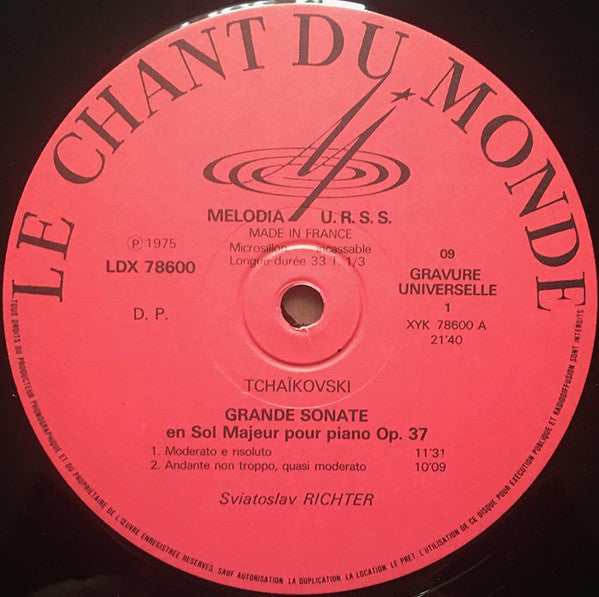 LE CHANT DU MONDE
MELODIA U.R.S.S.
MADE IN FRANCE
Microsillon incassable
Longue durée 33 T. 1/3
Ⓟ 1975
LDX 78600
D. P.
09
GRAVURE
UNIVERSELLE
1
XYK 78600 A
21'40
TCHAÏKOVSKI
GRANDE SONATE
en Sol Majeur pour piano Op. 37
1. Moderato e risoluto 11'31
2. Andante non troppo, quasi moderato 10'09
Sviatoslav RICHTER
TOUS DROITS DU PRODUCTEUR PHONOGRAPHIQUE ET DU PROPRIETAIRE DE L'ŒUVRE ENREGISTREE RESERVES. SAUF AUTORISATION LA DUPLICATION, LA LOCATION, LE PRET, L'UTILISATION DE CE DISQUE POUR EXECUTION PUBLIQUE ET RADIODIFFUSION SONT INTERDITS